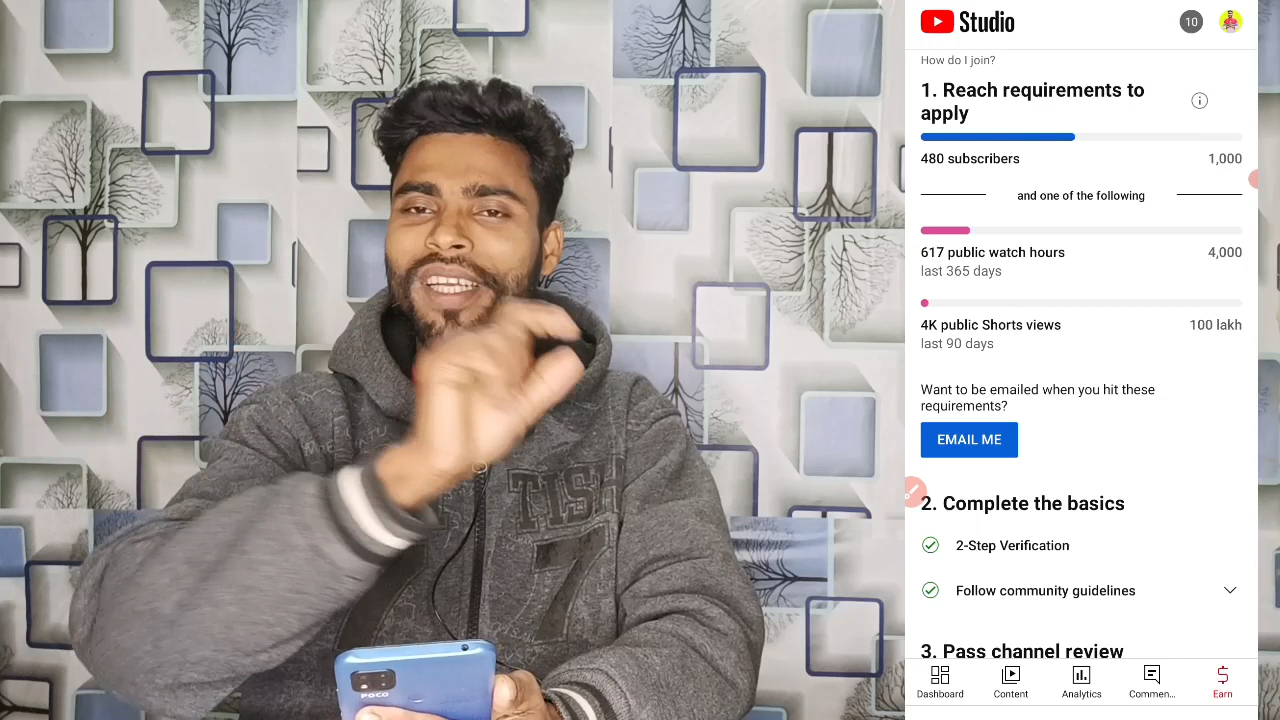 Studio
10
How do I join?
1. Reach requirements to
apply
480 subscribers 1,000
and one of the following
617 public watch hours 4,000
last 365 days
4K public Shorts views 100 lakh
last 90 days
Want to be emailed when you hit these
requirements?
EMAIL ME
2. Complete the basics
2-Step Verification
Follow community guidelines
3. Pass channel review
Dashboard Content Analytics Commen... Earn
TISH
7
POCO